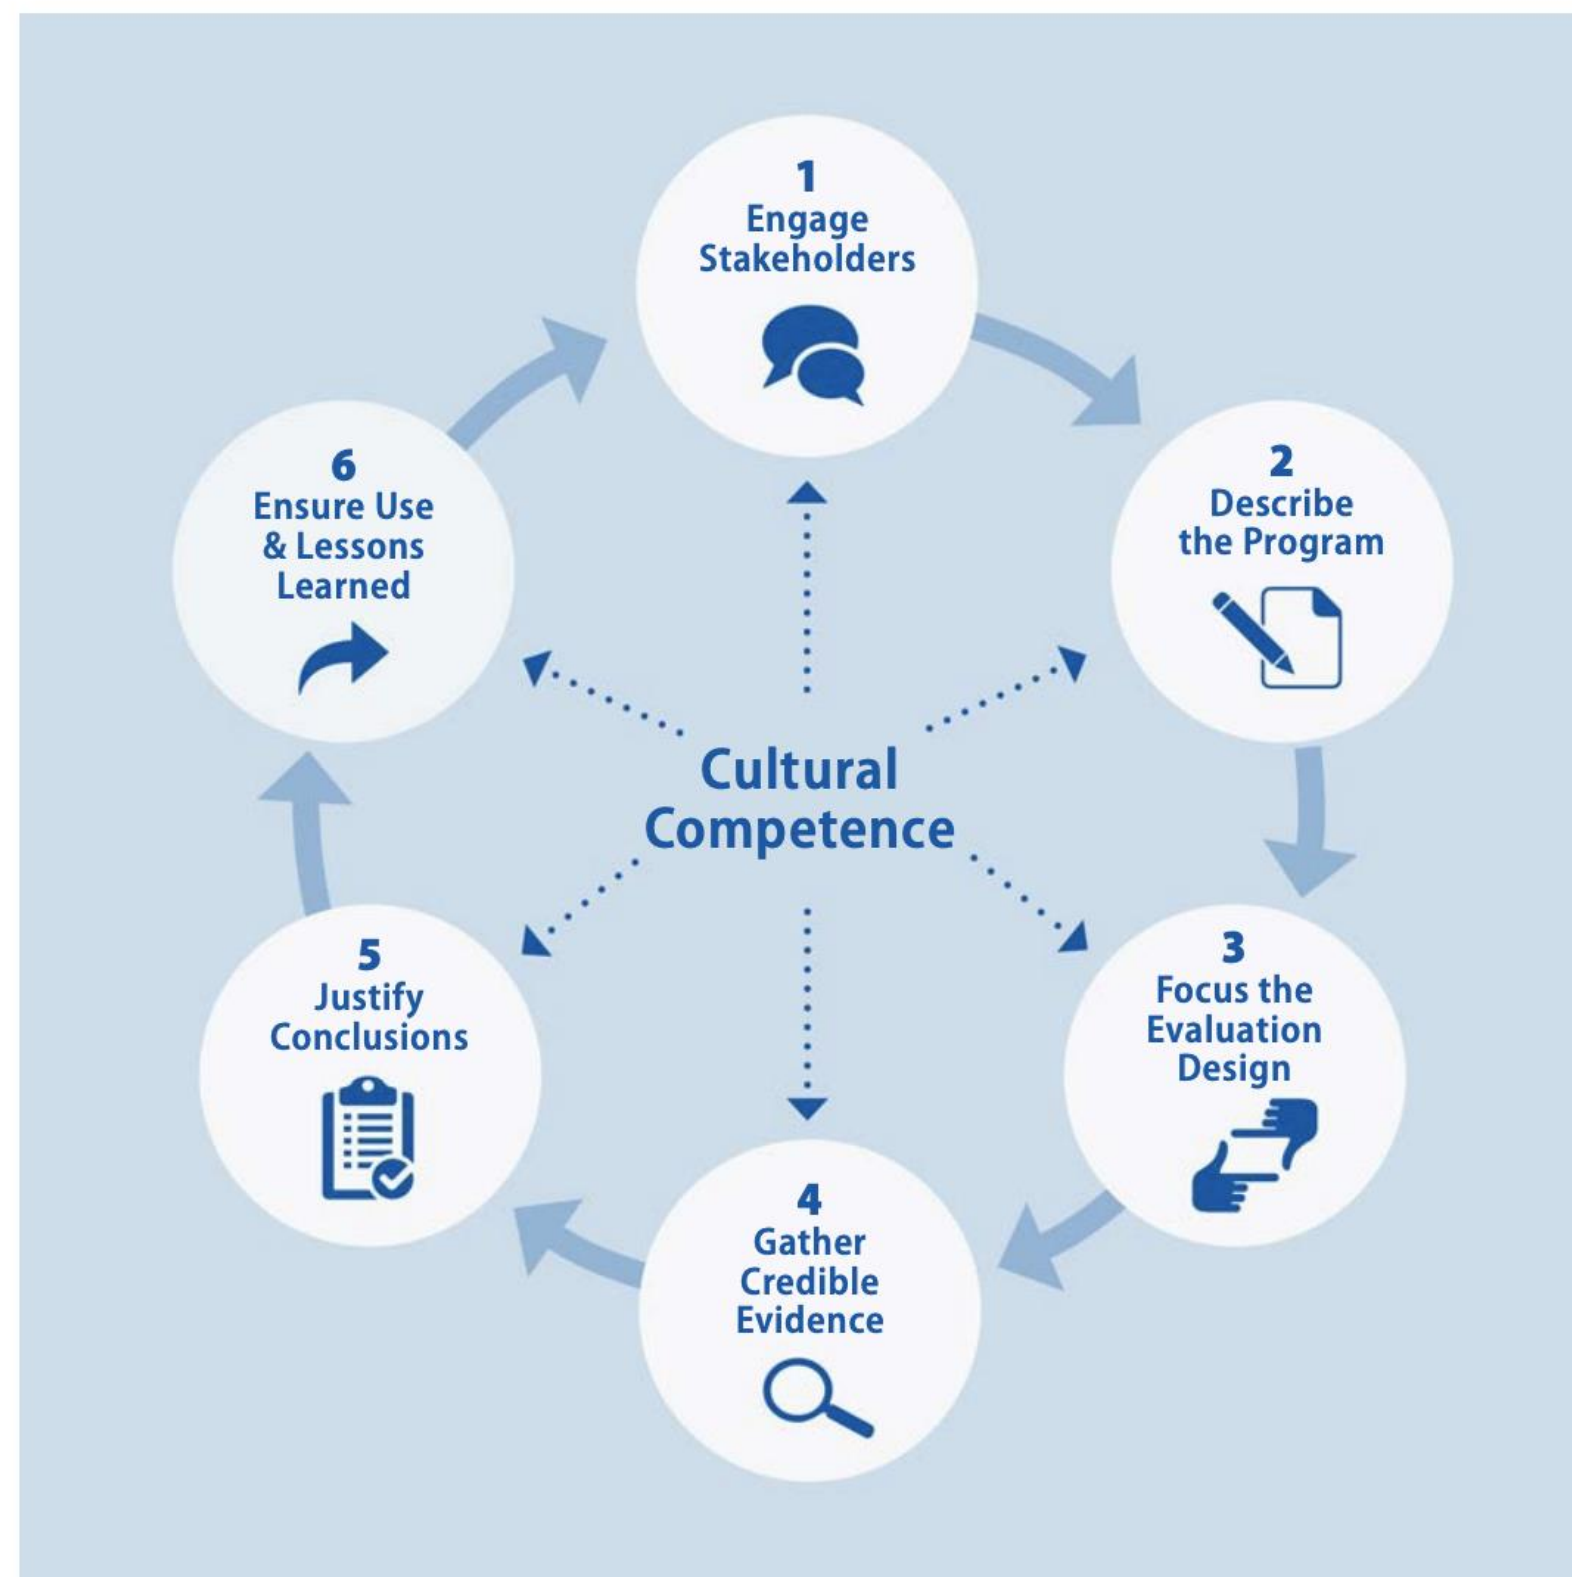 1
Engage
Stakeholders
2
Describe
the Program
3
Focus the
Evaluation
Design
4
Gather
Credible
Evidence
5
Justify
Conclusions
6
Ensure Use
& Lessons
Learned
Cultural
Competence